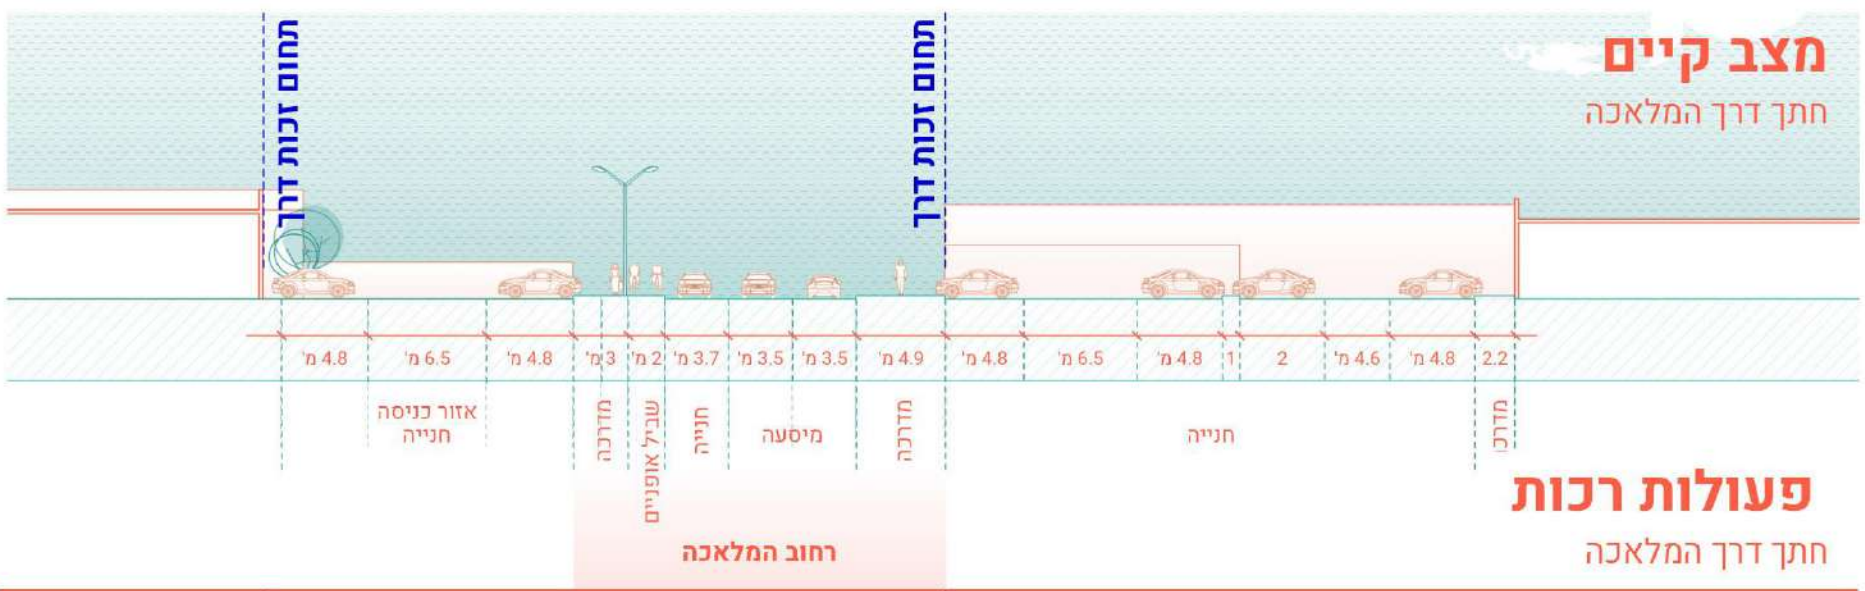 מצב קיים
חתך דרך המלאכה
תחום זכות דרך
תחום זכות דרך
4.8 מ'
6.5 מ'
4.8 מ'
3 מ'
2 מ'
3.7 מ'
3.5 מ'
3.5 מ'
4.9 מ'
4.8 מ'
6.5 מ'
4.8 מ'
1
2
4.6 מ'
4.8 מ'
2.2
אזור כניסה
חנייה
מדרכה
שביל אופניים
חנייה
מיסעה
מדרכה
חנייה
מדרכ
רחוב המלאכה
פעולות רכות
חתך דרך המלאכה